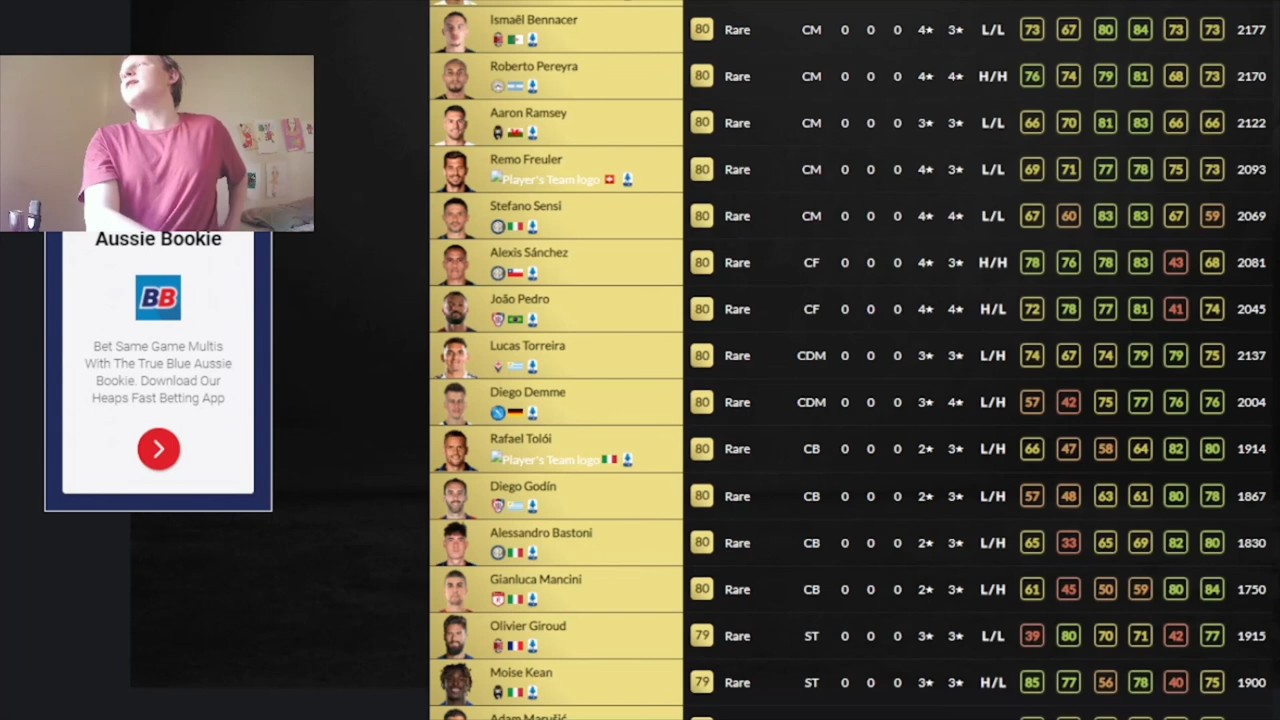 Ismaël Bennacer 80 Rare CM 0 0 0 4★ 3★ L/L 73 67 80 84 73 73 2177
Roberto Pereyra 80 Rare CM 0 0 0 4★ 4★ H/H 76 74 79 81 68 73 2170
Aaron Ramsey 80 Rare CM 0 0 0 3★ 3★ L/L 66 70 81 83 66 66 2122
Remo Freuler 80 Rare CM 0 0 0 4★ 3★ L/L 69 71 77 78 75 73 2093
Player's Team logo
Stefano Sensi 80 Rare CM 0 0 0 4★ 4★ L/L 67 60 83 83 67 59 2069
Alexis Sánchez 80 Rare CF 0 0 0 4★ 3★ H/H 78 76 78 83 43 68 2081
João Pedro 80 Rare CF 0 0 0 4★ 4★ H/L 72 78 77 81 41 74 2045
Lucas Torreira 80 Rare CDM 0 0 0 3★ 3★ L/H 74 67 74 79 79 75 2137
Diego Demme 80 Rare CDM 0 0 0 3★ 4★ L/H 57 42 75 77 76 76 2004
Rafael Tolói 80 Rare CB 0 0 0 2★ 3★ L/H 66 47 58 64 82 80 1914
Player's Team logo
Diego Godín 80 Rare CB 0 0 0 2★ 3★ L/H 57 48 63 61 80 78 1867
Alessandro Bastoni 80 Rare CB 0 0 0 2★ 3★ L/H 65 33 65 69 82 80 1830
Gianluca Mancini 80 Rare CB 0 0 0 2★ 3★ L/H 61 45 50 59 80 84 1750
Olivier Giroud 79 Rare ST 0 0 0 3★ 3★ L/L 39 80 70 71 42 77 1915
Moise Kean 79 Rare ST 0 0 0 3★ 3★ H/L 85 77 56 78 40 75 1900
Adam Marušić
Aussie Bookie
BB
Bet Same Game Multis
With The True Blue Aussie
Bookie. Download Our
Heaps Fast Betting App